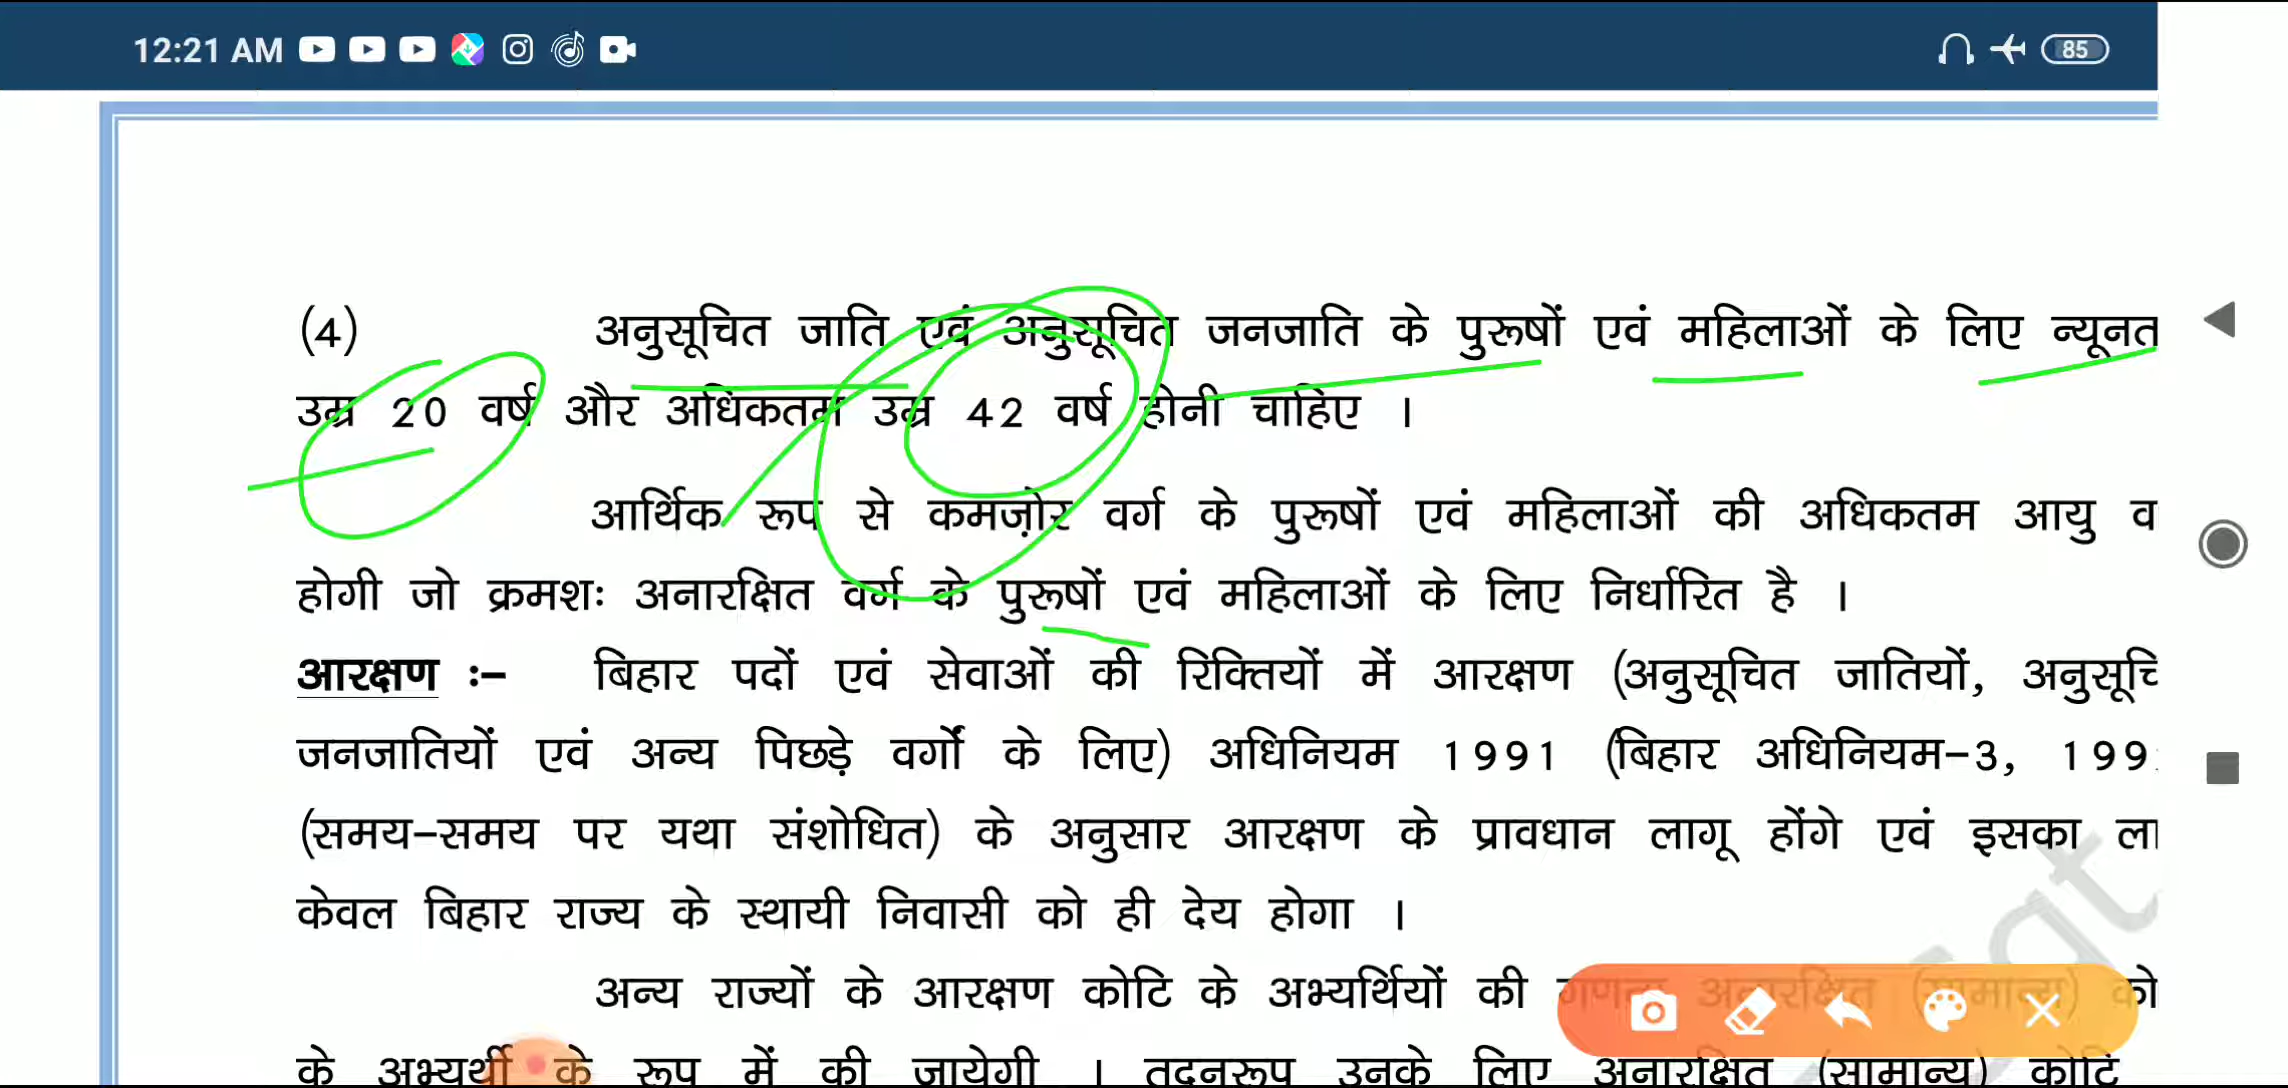 12:21 AM 85
(4) अनुसूचित जाति एवं अनुसूचित जनजाति के पुरूषों एवं महिलाओं के लिए न्यूनत
उम्र 20 वर्ष और अधिकतम उम्र 42 वर्ष होनी चाहिए ।
आर्थिक रूप से कमज़ोर वर्ग के पुरूषों एवं महिलाओं की अधिकतम आयु व
होगी जो क्रमशः अनारक्षित वर्ग के पुरूषों एवं महिलाओं के लिए निर्धारित है ।
आरक्षण :– बिहार पदों एवं सेवाओं की रिक्तियों में आरक्षण (अनुसूचित जातियों, अनुसूचि
जनजातियों एवं अन्य पिछड़े वर्गों के लिए) अधिनियम 1991 (बिहार अधिनियम–3, 199
(समय–समय पर यथा संशोधित) के अनुसार आरक्षण के प्रावधान लागू होंगे एवं इसका ला
केवल बिहार राज्य के स्थायी निवासी को ही देय होगा ।
अन्य राज्यों के आरक्षण कोटि के अभ्यर्थियों की गणना अनारक्षित (सामान्य) को
के अभ्यर्थी के रूप में की जायेगी । तदनुरूप उनके लिए अनारक्षित (सामान्य) कोटि